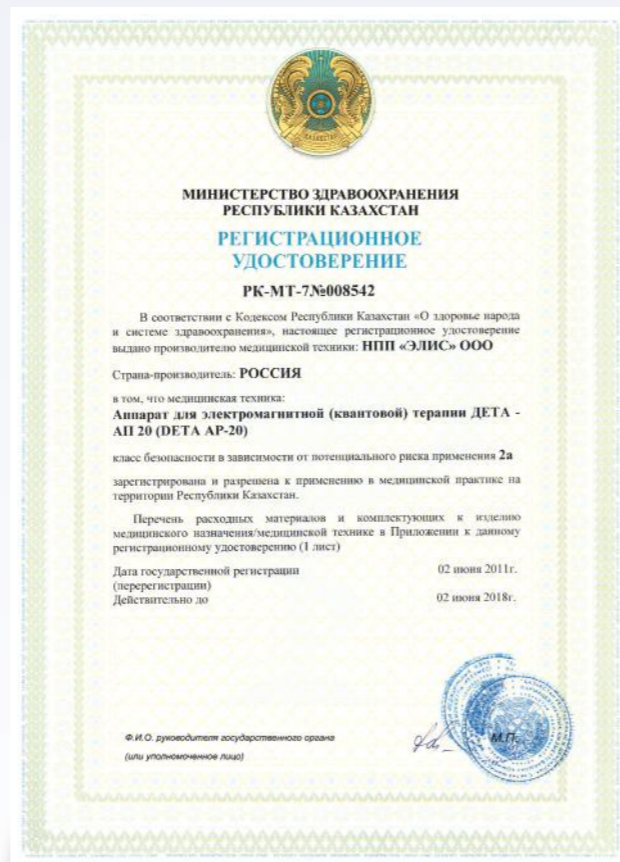 ҚАЗАҚСТАН
МИНИСТЕРСТВО ЗДРАВООХРАНЕНИЯ
РЕСПУБЛИКИ КАЗАХСТАН
РЕГИСТРАЦИОННОЕ
УДОСТОВЕРЕНИЕ
РК-МТ-7№008542
В соответствии с Кодексом Республики Казахстан «О здоровье народа
и системе здравоохранения», настоящее регистрационное удостоверение
выдано производителю медицинской техники: НПП «ЭЛИС» ООО
Страна-производитель: РОССИЯ
в том, что медицинская техника:
Аппарат для электромагнитной (квантовой) терапии ДЕТА -
АП 20 (DETA AP-20)
класс безопасности в зависимости от потенциального риска применения 2а
зарегистрирована и разрешена к применению в медицинской практике на
территории Республики Казахстан.
Перечень расходных материалов и комплектующих к изделию
медицинского назначения/медицинской технике в Приложении к данному
регистрационному удостоверению (1 лист)
Дата государственной регистрации 02 июня 2011г.
(перерегистрации)
Действительно до 02 июня 2018г.
Ф.И.О. руководителя государственного органа
(или уполномоченное лицо)
М.П.